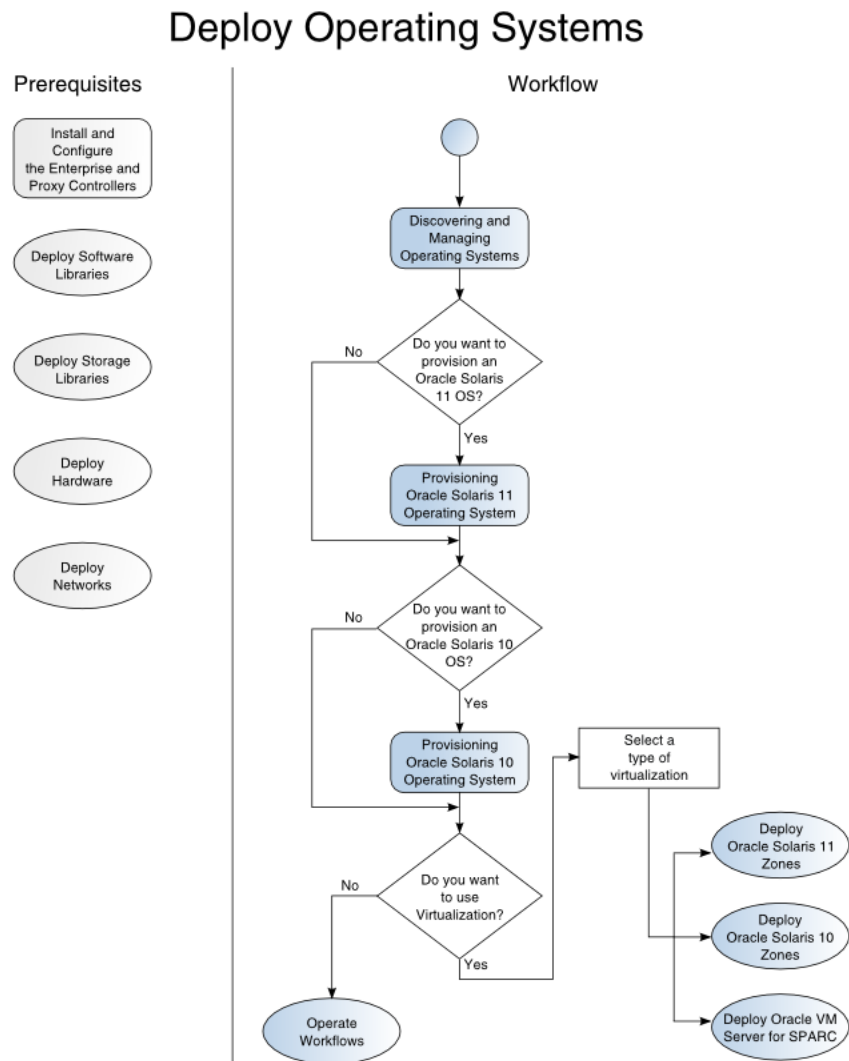 Deploy Operating Systems
Prerequisites
Install and
Configure
the Enterprise and
Proxy Controllers
Deploy Software
Libraries
Deploy Storage
Libraries
Deploy
Hardware
Deploy
Networks
Workflow
Discovering and
Managing
Operating Systems
Do you want to
provision an
Oracle Solaris
11 OS?
No
Yes
Provisioning
Oracle Solaris 11
Operating System
Do you want to
provision an
Oracle Solaris 10
OS?
No
Yes
Provisioning
Oracle Solaris 10
Operating System
Do you want
to use
Virtualization?
No
Yes
Operate
Workflows
Select a
type of
virtualization
Deploy
Oracle Solaris 11
Zones
Deploy
Oracle Solaris 10
Zones
Deploy Oracle VM
Server for SPARC